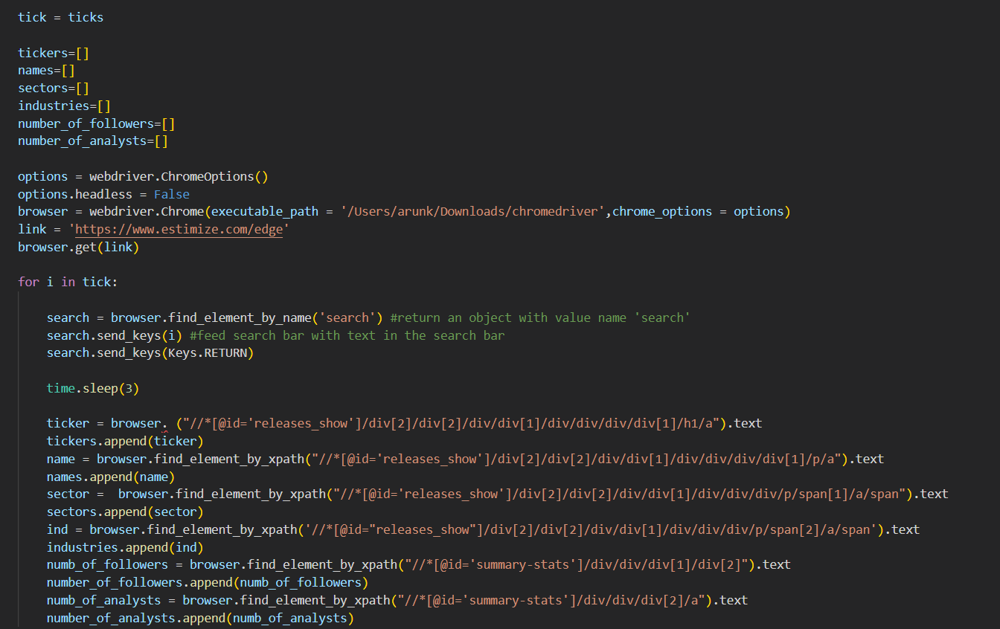 tick = ticks
tickers=[]
names=[]
sectors=[]
industries=[]
number_of_followers=[]
number_of_analysts=[]
options = webdriver.ChromeOptions()
options.headless = False
browser = webdriver.Chrome(executable_path = '/Users/arunk/Downloads/chromedriver',chrome_options = options)
link = 'https://www.estimize.com/edge'
browser.get(link)
for i in tick:
    search = browser.find_element_by_name('search') #return an object with value name 'search'
    search.send_keys(i) #feed search bar with text in the search bar
    search.send_keys(Keys.RETURN)
    time.sleep(3)
    ticker = browser. ("//*[@id='releases_show']/div[2]/div[2]/div/div[1]/div/div/div/div[1]/h1/a").text
    tickers.append(ticker)
    name = browser.find_element_by_xpath("//*[@id='releases_show']/div[2]/div[2]/div/div[1]/div/div/div/div[1]/p/a").text
    names.append(name)
    sector =  browser.find_element_by_xpath("//*[@id='releases_show']/div[2]/div[2]/div/div[1]/div/div/div/p/span[1]/a/span").text
    sectors.append(sector)
    ind = browser.find_element_by_xpath('//*[@id="releases_show"]/div[2]/div[2]/div/div[1]/div/div/div/p/span[2]/a/span').text
    industries.append(ind)
    numb_of_followers = browser.find_element_by_xpath("//*[@id='summary-stats']/div/div[1]/div[2]").text
    number_of_followers.append(numb_of_followers)
    numb_of_analysts = browser.find_element_by_xpath("//*[@id='summary-stats']/div/div/div[2]/a").text
    number_of_analysts.append(numb_of_analysts)